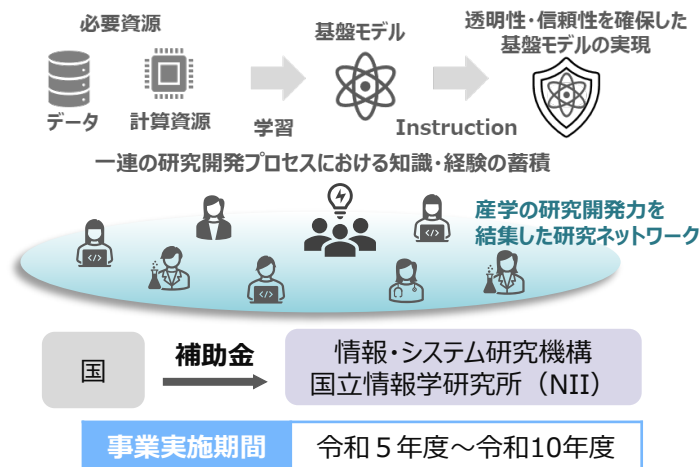 必要資源
データ
計算資源
学習
基盤モデル
Instruction
透明性・信頼性を確保した
基盤モデルの実現
一連の研究開発プロセスにおける知識・経験の蓄積
産学の研究開発力を
結集した研究ネットワーク
国
補助金
情報・システム研究機構
国立情報学研究所（NII）
事業実施期間
令和５年度～令和10年度